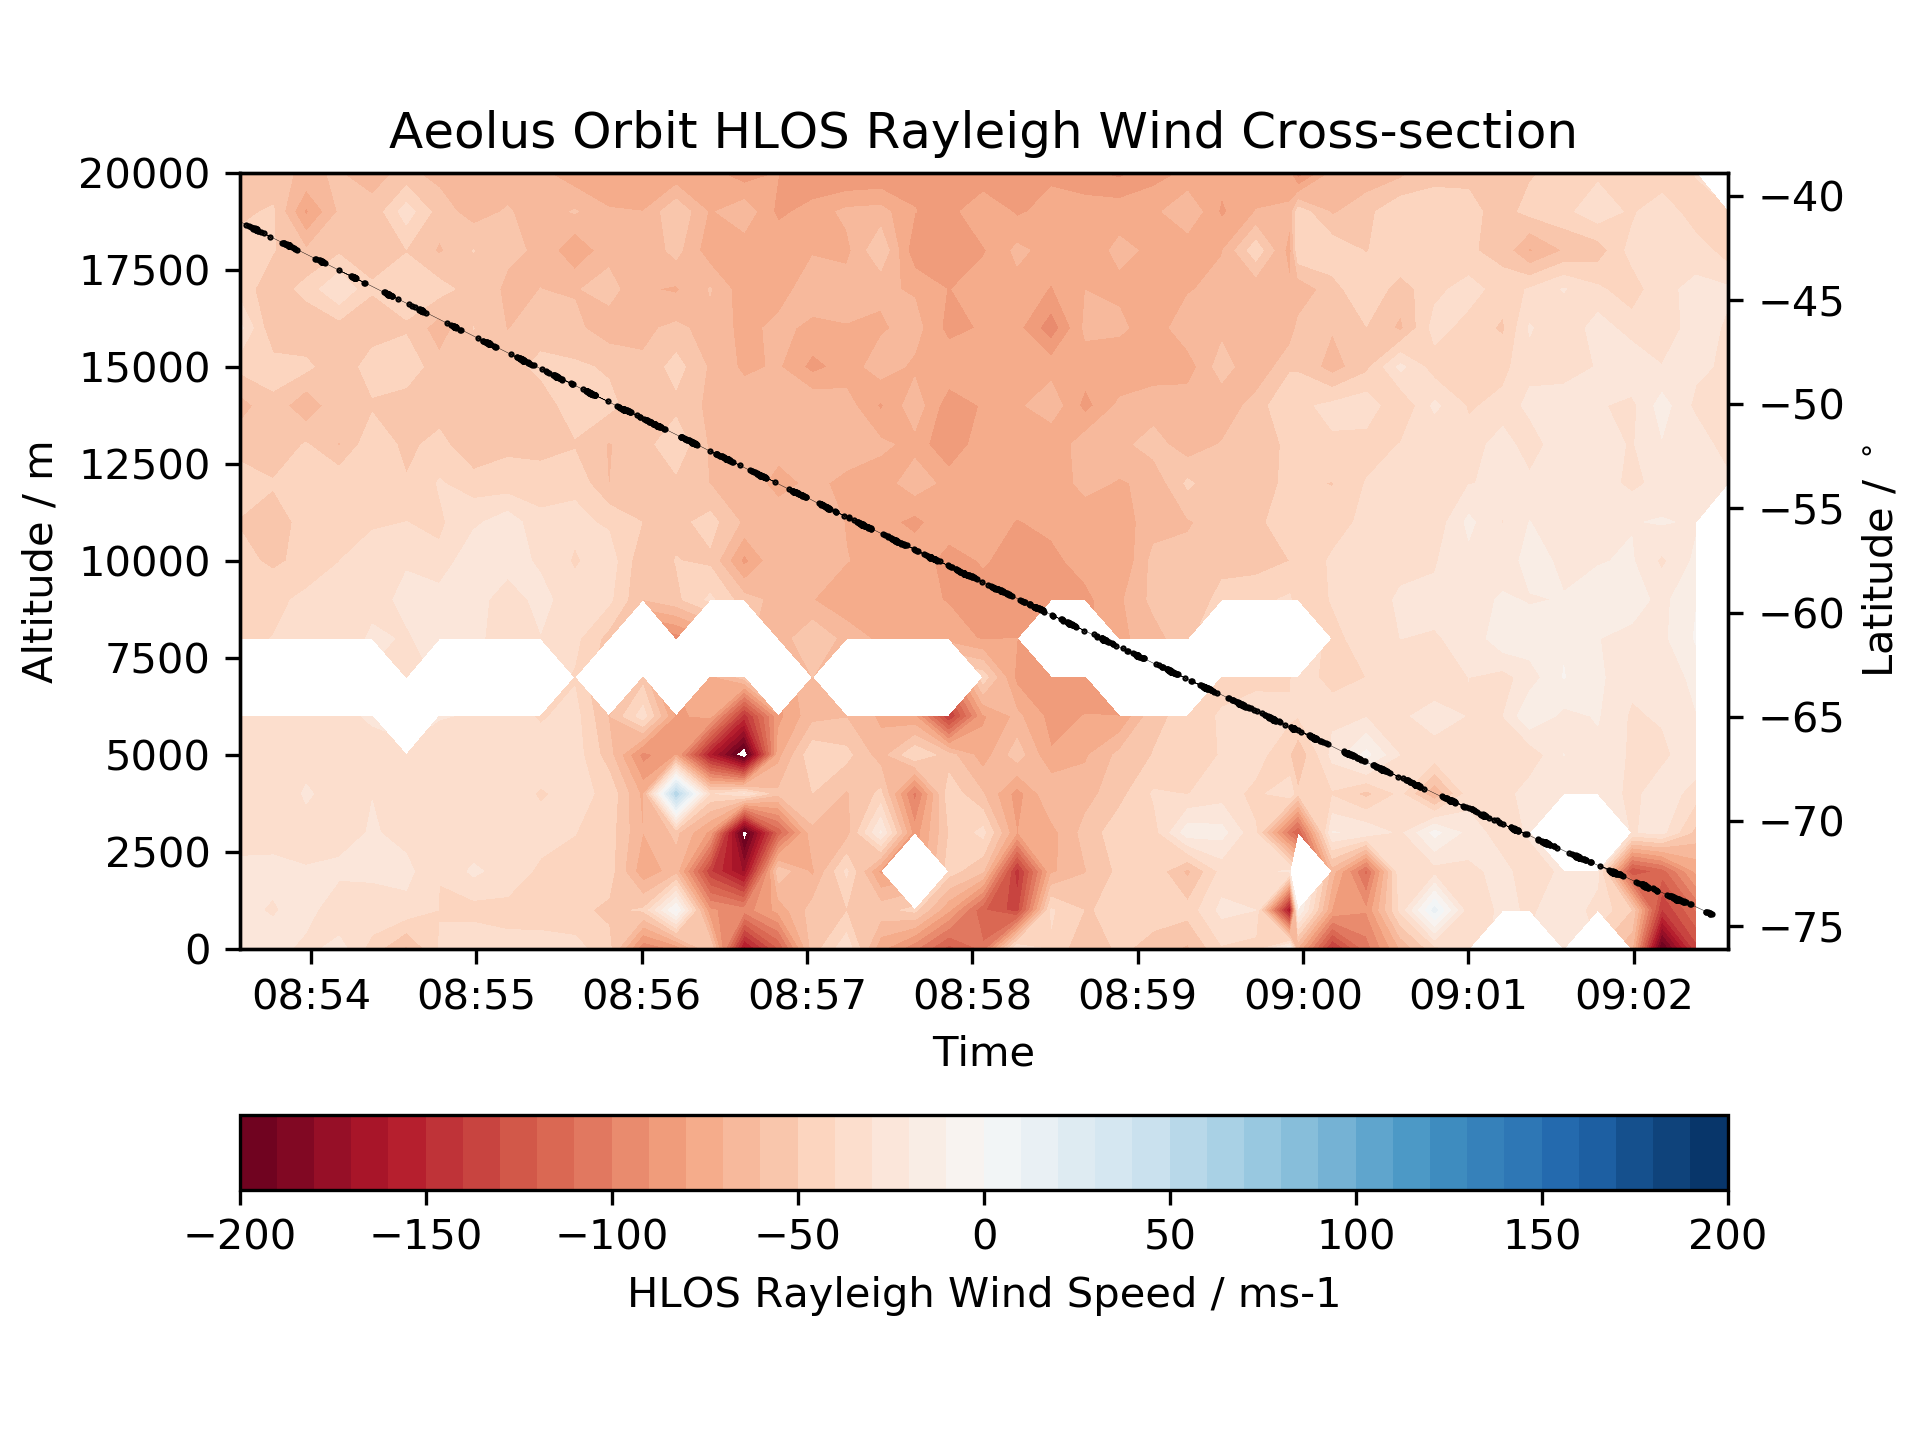 Aeolus Orbit HLOS Rayleigh Wind Cross-section
20000
17500
15000
12500
10000
7500
5000
2500
0
Altitude / m
−40
−45
−50
−55
−60
−65
−70
−75
Latitude / °
08:54 08:55 08:56 08:57 08:58 08:59 09:00 09:01 09:02
Time
−200 −150 −100 −50 0 50 100 150 200
HLOS Rayleigh Wind Speed / ms-1